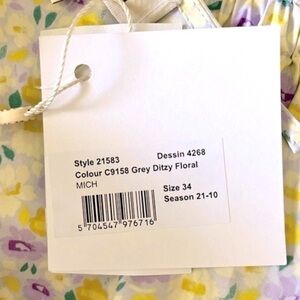 Style 21583 Dessin 4268
Colour C9158 Grey Ditzy Floral
MICH
Size 34
Season 21-10
5 704547 976716